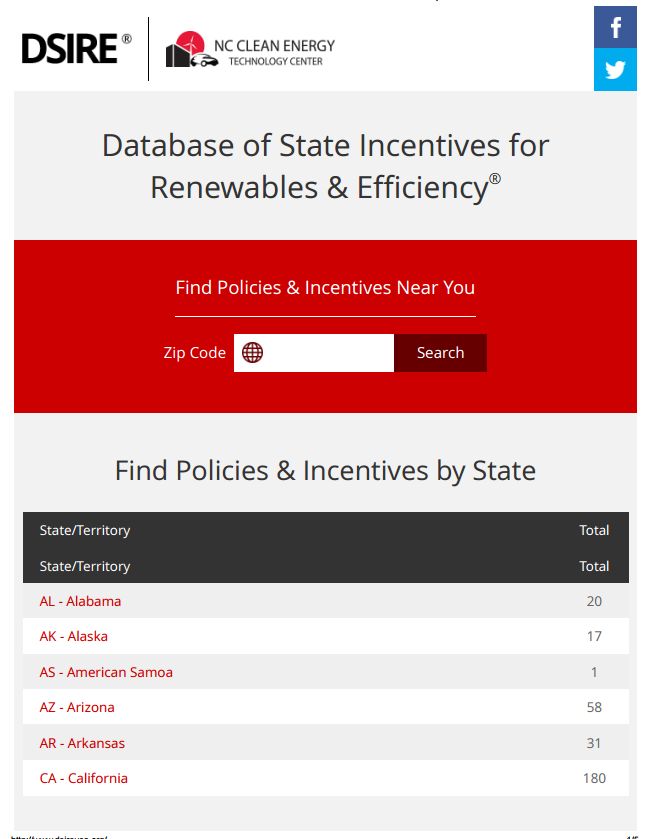 DSIRE ®
NC CLEAN ENERGY
TECHNOLOGY CENTER
Database of State Incentives for
Renewables & Efficiency®
Find Policies & Incentives Near You
Zip Code
Search
Find Policies & Incentives by State
State/Territory Total
State/Territory Total
AL - Alabama 20
AK - Alaska 17
AS - American Samoa 1
AZ - Arizona 58
AR - Arkansas 31
CA - California 180